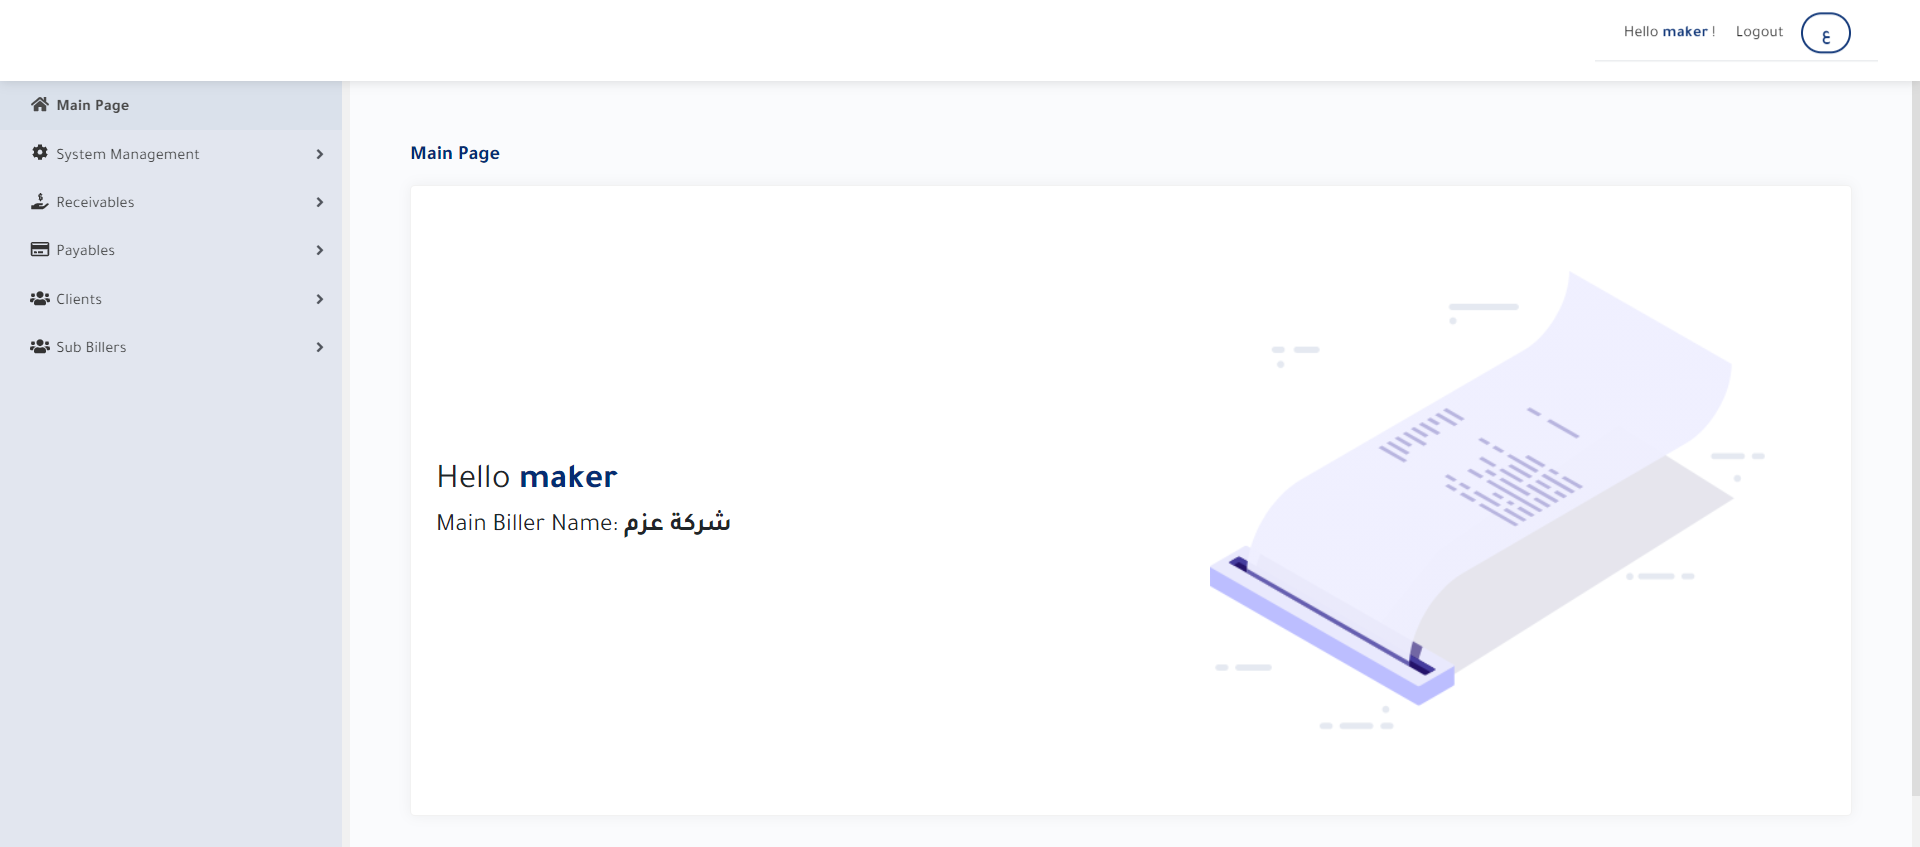 Hello maker ! Logout ع
Main Page
System Management
Receivables
Payables
Clients
Sub Billers
Main Page
Hello maker
Main Biller Name: شركة عزم